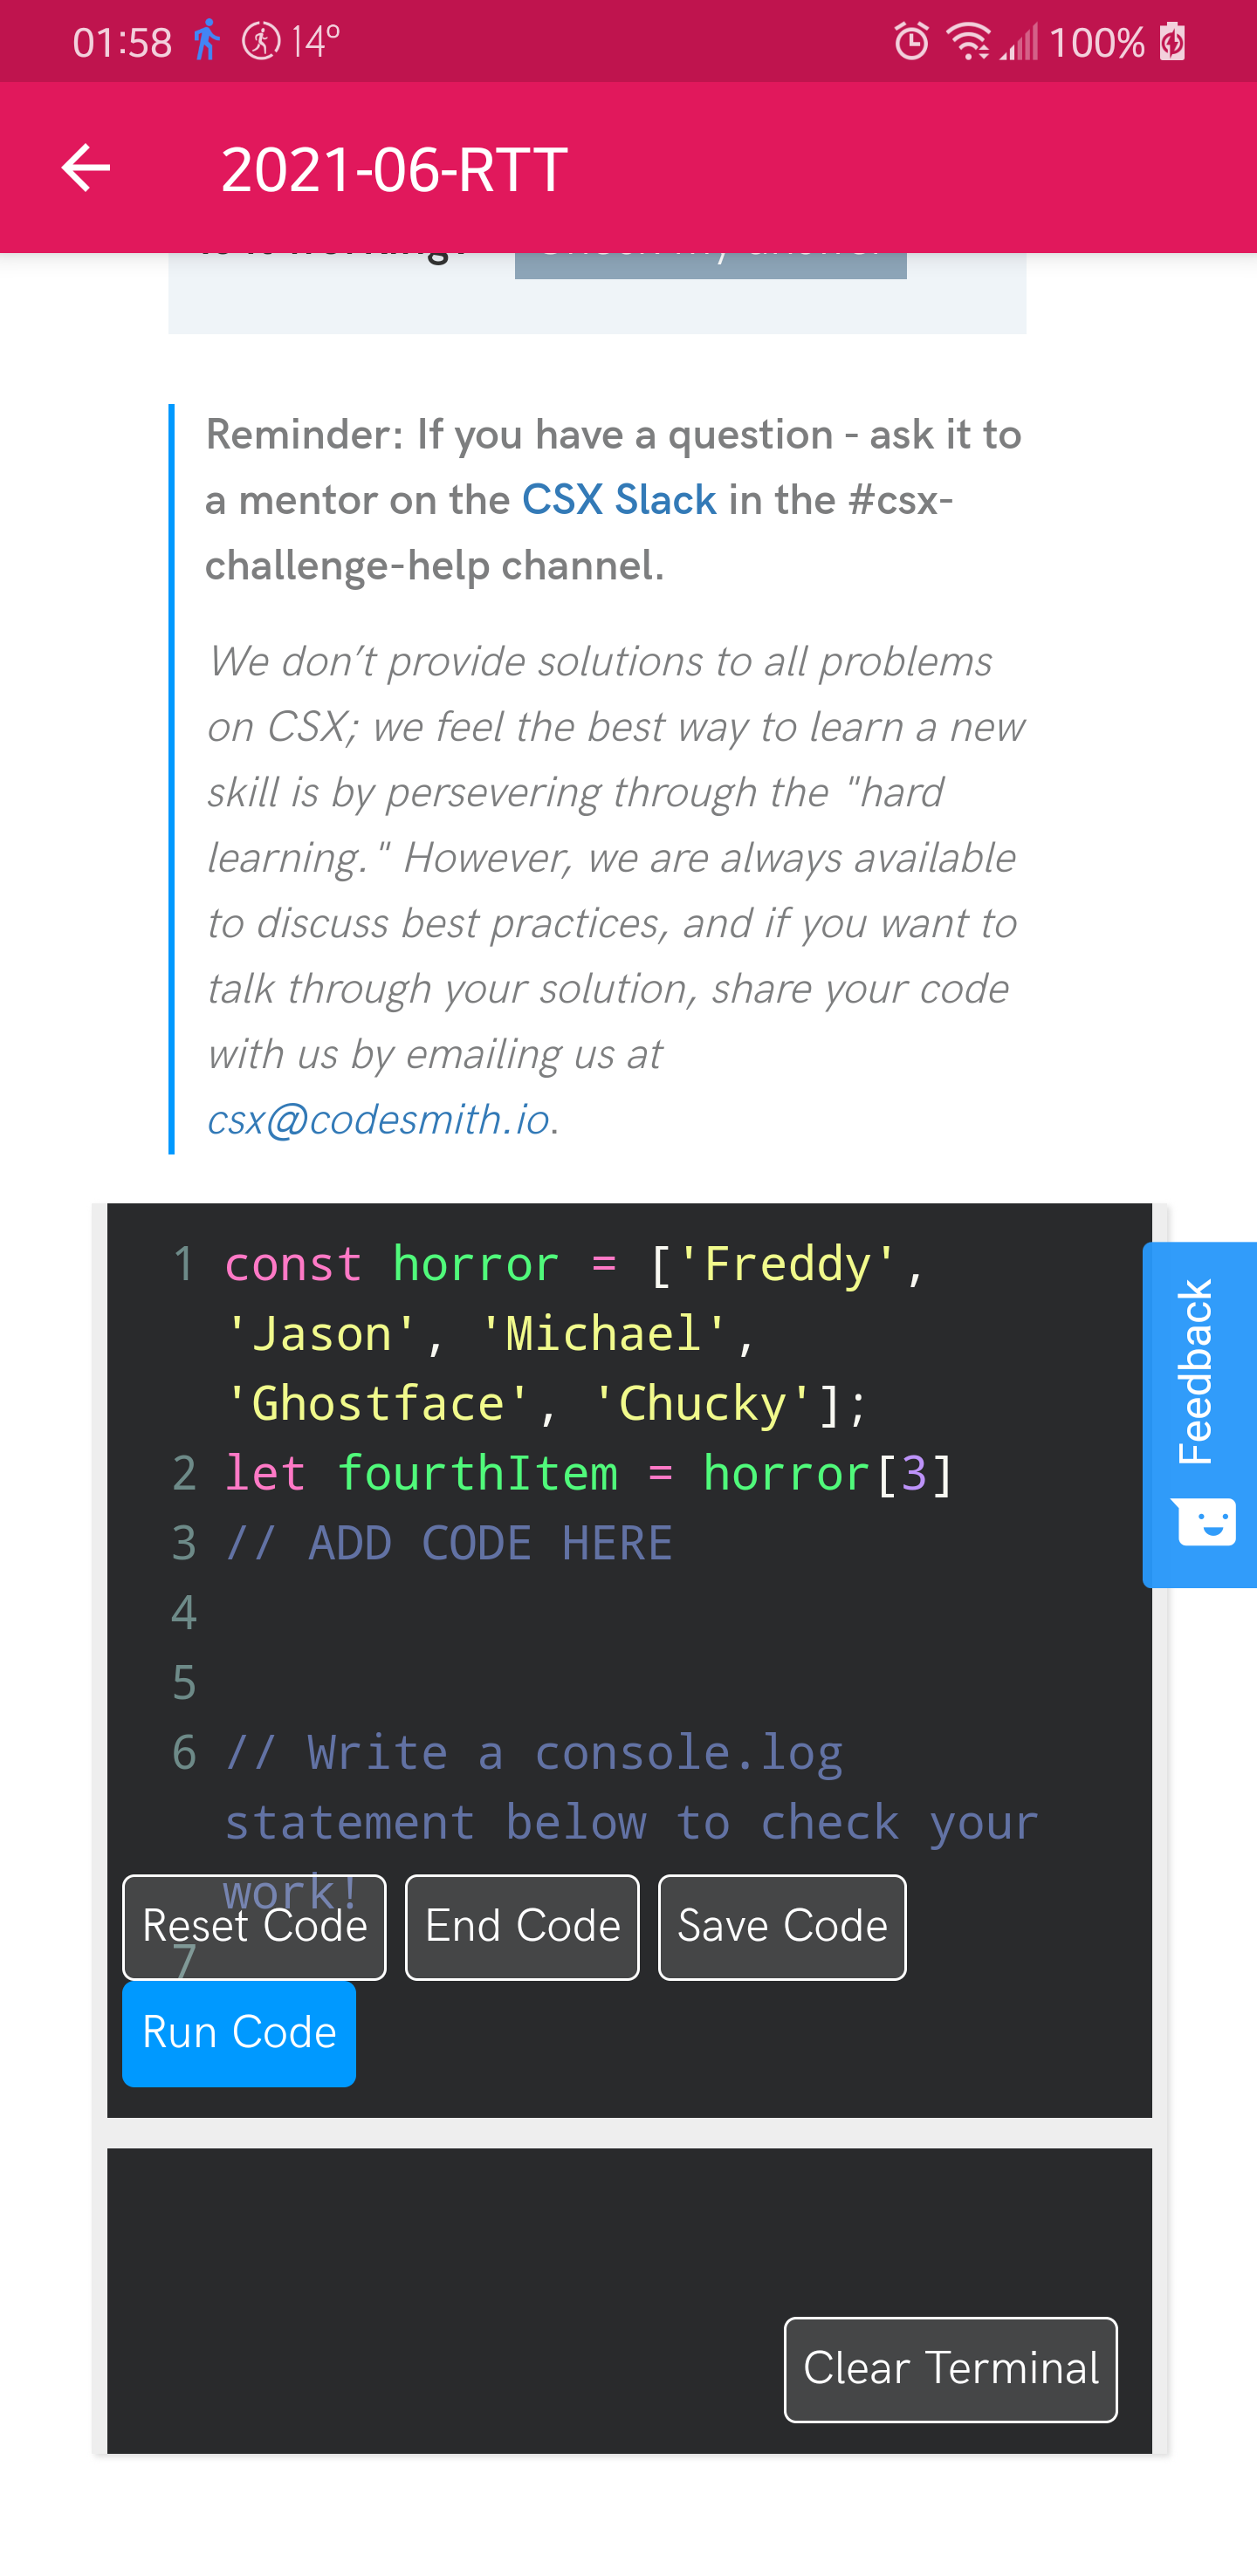 01:58 14° 100%
2021-06-RTT
Reminder: If you have a question - ask it to
a mentor on the CSX Slack in the #csx-
challenge-help channel.
We don’t provide solutions to all problems
on CSX; we feel the best way to learn a new
skill is by persevering through the "hard
learning." However, we are always available
to discuss best practices, and if you want to
talk through your solution, share your code
with us by emailing us at
csx@codesmith.io.
1 const horror = ['Freddy',
'Jason', 'Michael',
'Ghostface', 'Chucky'];
2 let fourthItem = horror[3]
3 // ADD CODE HERE
4
5
6 // Write a console.log
statement below to check your
work!
7
Reset Code End Code Save Code
Run Code
Feedback
Clear Terminal